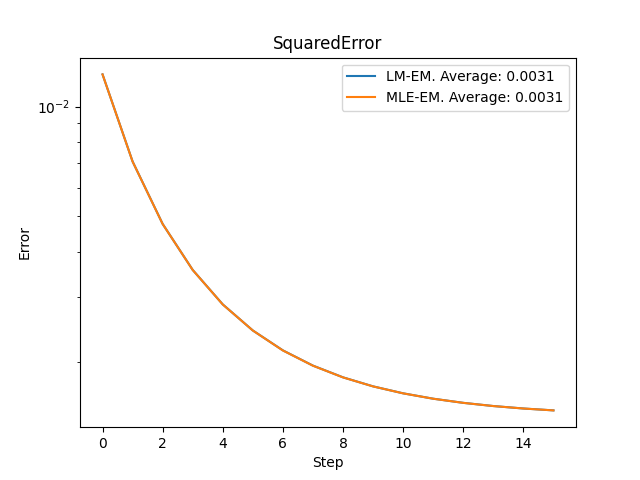 SquaredError
LM-EM. Average: 0.0031
MLE-EM. Average: 0.0031
10⁻²
Error
0 2 4 6 8 10 12 14
Step